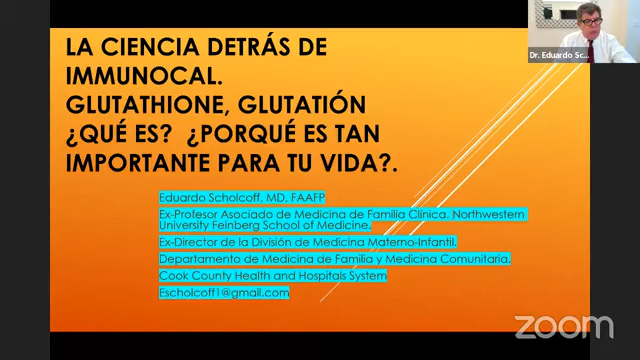 LA CIENCIA DETRÁS DE
IMMUNOCAL.
GLUTATHIONE, GLUTATIÓN
¿QUÉ ES? ¿PORQUÉ ES TAN
IMPORTANTE PARA TU VIDA?.
Eduardo Scholcoff, MD, FAAFP
Ex-Profesor Asociado de Medicina de Familia Clínica. Northwestern
University Feinberg School of Medicine.
Ex-Director de la División de Medicina Materno-Infantil.
Departamento de Medicina de Familia y Medicina Comunitaria.
Cook County Health and Hospitals System
Escholcoff1@gmail.com
Dr. Eduardo Sc...
zoom